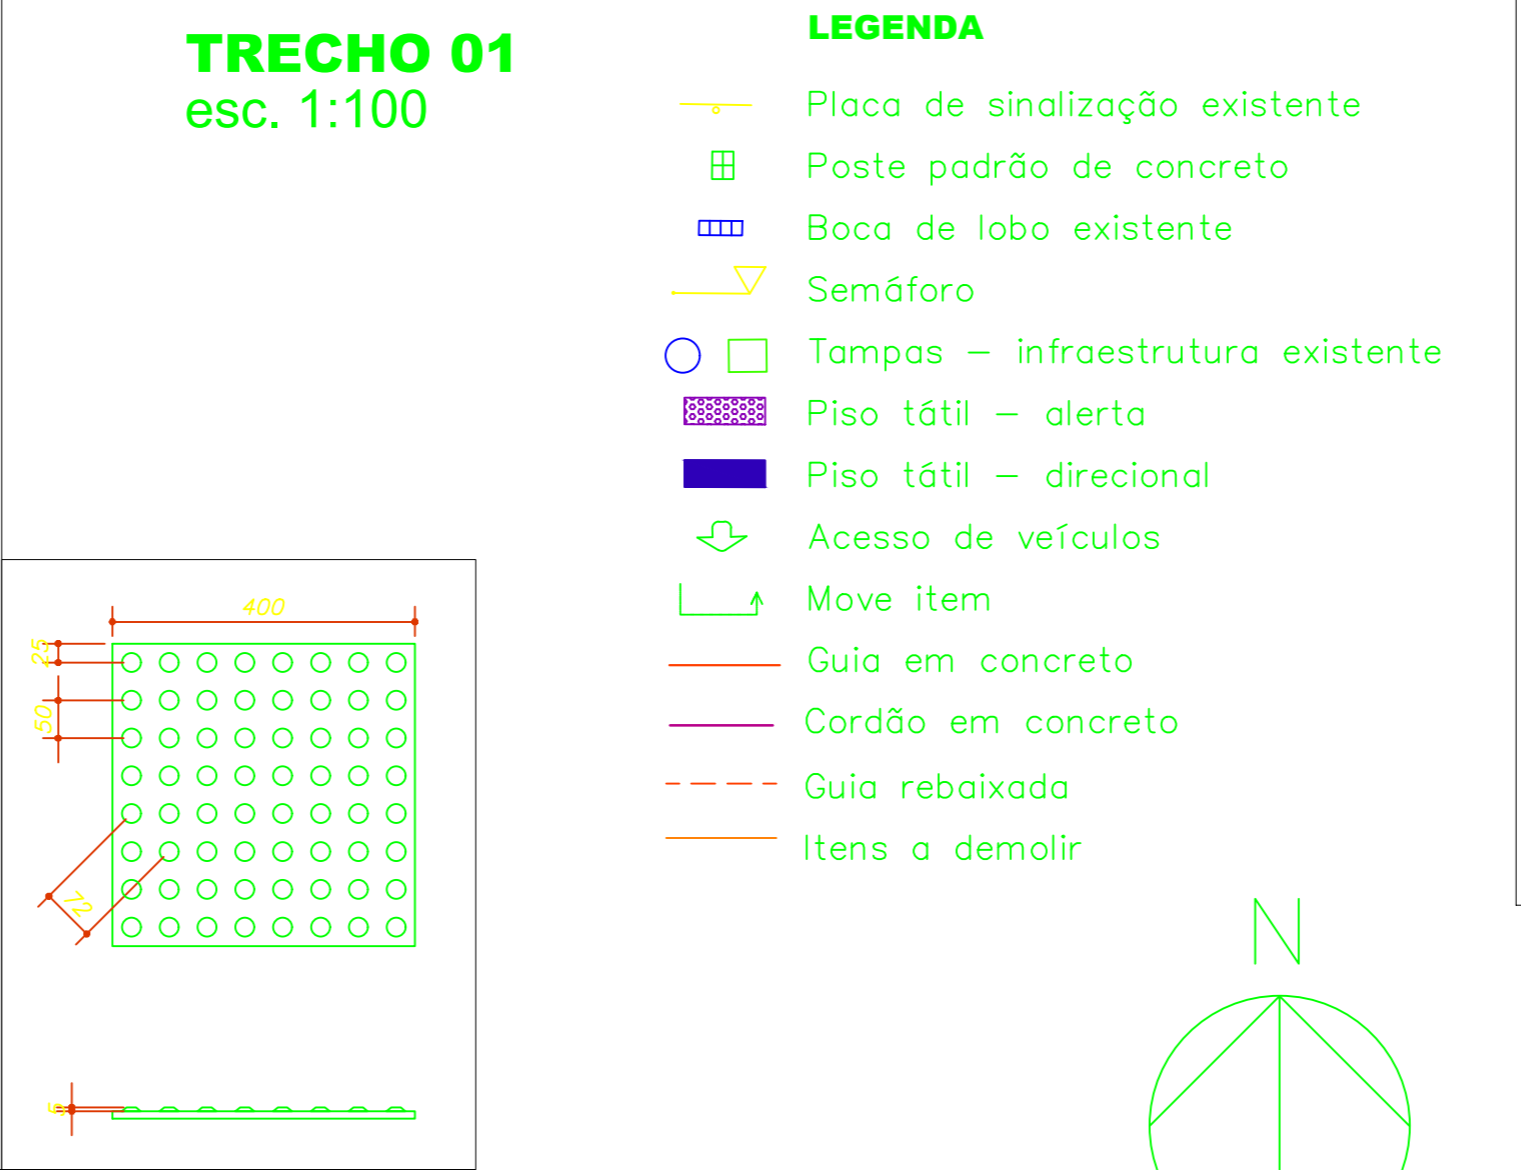 TRECHO 01
esc. 1:100
LEGENDA
Placa de sinalização existente
Poste padrão de concreto
Boca de lobo existente
Semáforo
Tampas – infraestrutura existente
Piso tátil – alerta
Piso tátil – direcional
Acesso de veículos
Move item
Guia em concreto
Cordão em concreto
Guia rebaixada
Itens a demolir
400
25
50
72
5
N